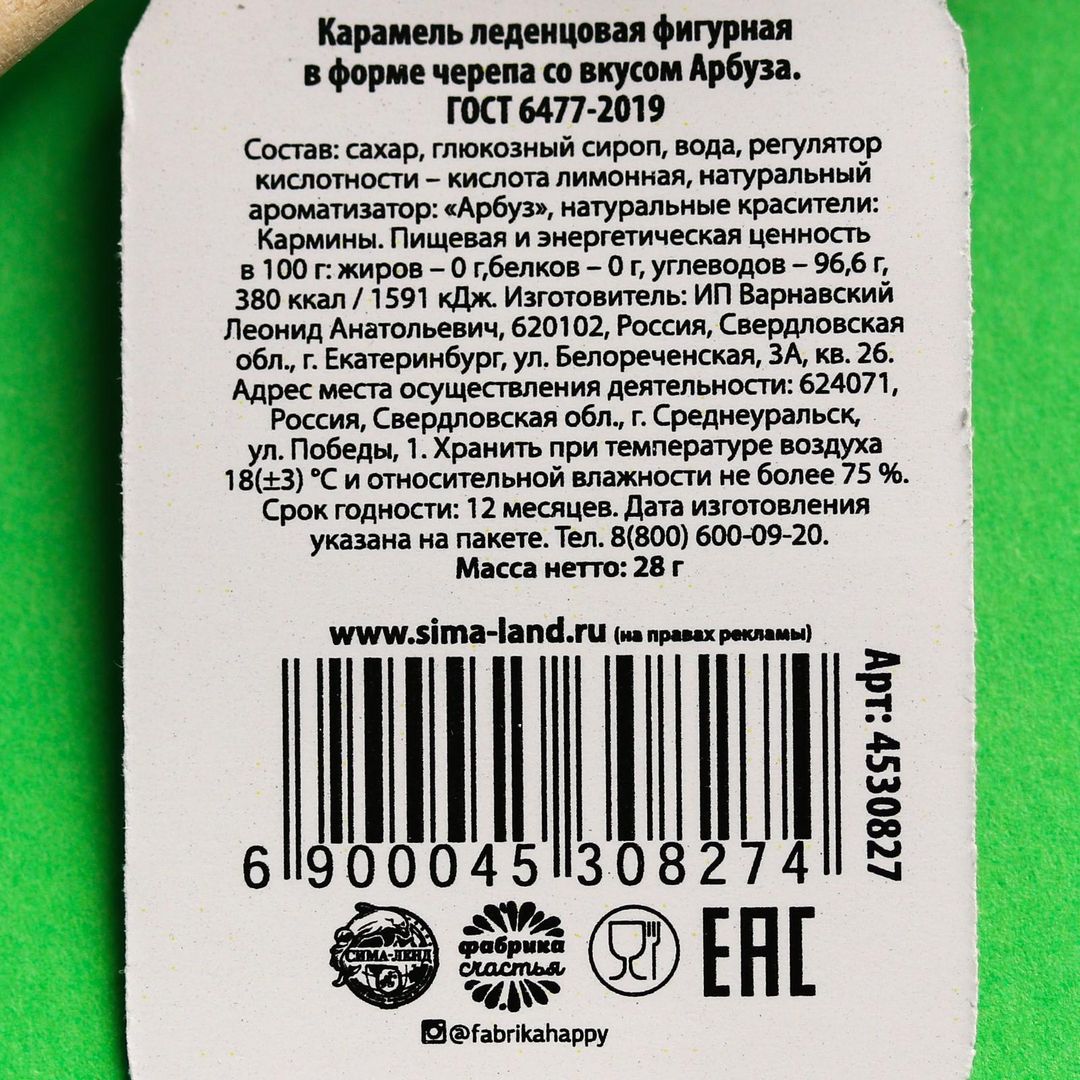 Карамель леденцовая фигурная
в форме черепа со вкусом Арбуза.
ГОСТ 6477-2019
Состав: сахар, глюкозный сироп, вода, регулятор
кислотности – кислота лимонная, натуральный
ароматизатор: «Арбуз», натуральные красители:
Кармины. Пищевая и энергетическая ценность
в 100 г: жиров – 0 г,белков – 0 г, углеводов – 96,6 г,
380 ккал / 1591 кДж. Изготовитель: ИП Варнавский
Леонид Анатольевич, 620102, Россия, Свердловская
обл., г. Екатеринбург, ул. Белореченская, 3А, кв. 26.
Адрес места осуществления деятельности: 624071,
Россия, Свердловская обл., г. Среднеуральск,
ул. Победы, 1. Хранить при температуре воздуха
18(±3) °С и относительной влажности не более 75 %.
Срок годности: 12 месяцев. Дата изготовления
указана на пакете. Тел. 8(800) 600-09-20.
Масса нетто: 28 г
www.sima-land.ru (на правах рекламы)
Арт: 4530827
6 900045 308274
СИМА-ЛЕНД
фабрика
счастья
EAC
@fabrikahappy